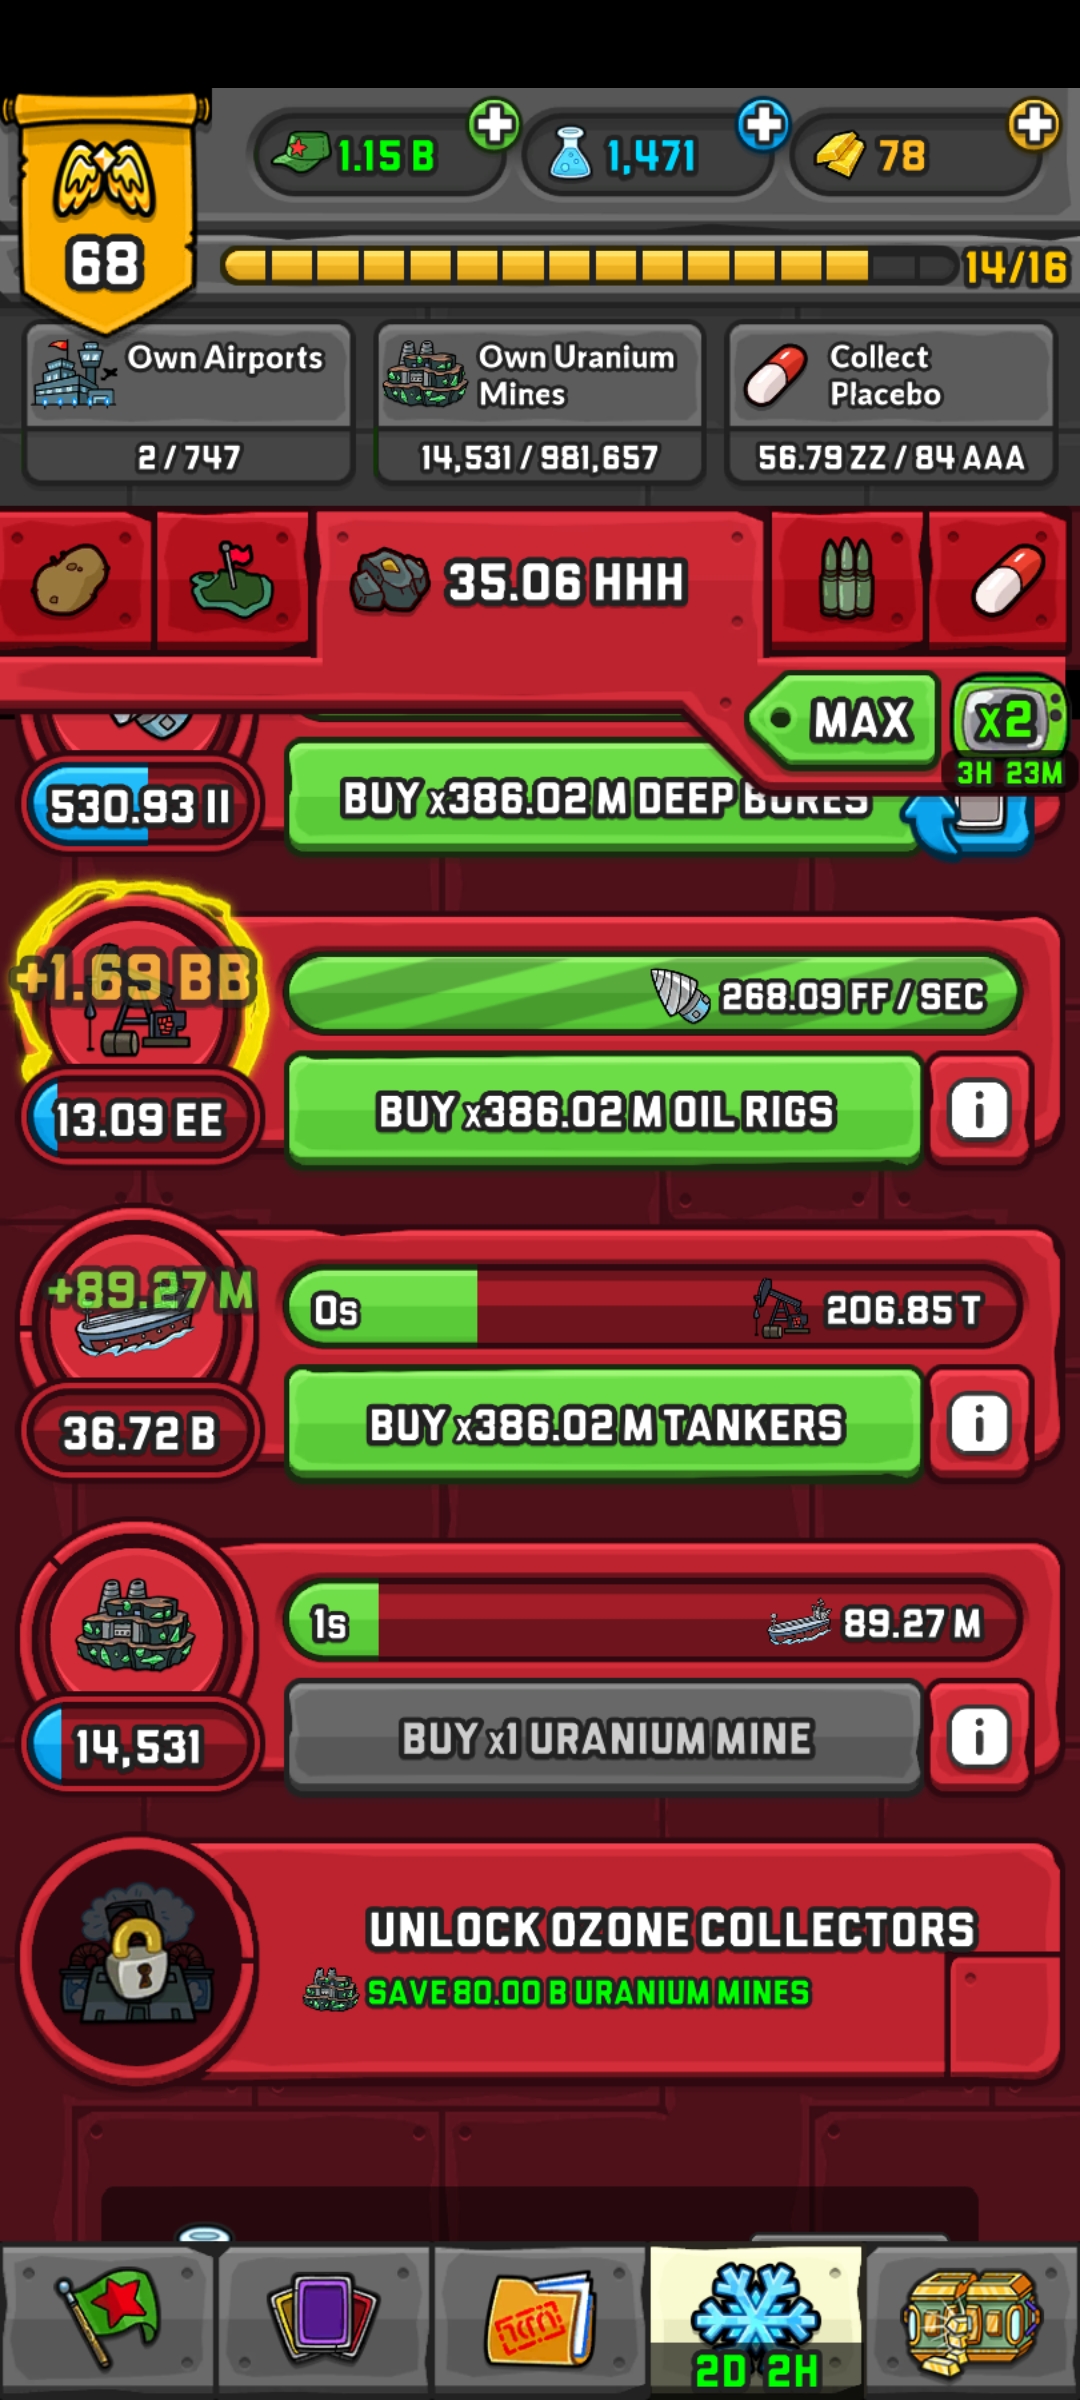 1.15 B
1,471
78
68
14/16
Own Airports
2 / 747
Own Uranium
Mines
14,531 / 981,657
Collect
Placebo
56.79 ZZ / 84 AAA
35.06 HHH
MAX
x2
3H 23M
530.93 II
BUY x386.02 M DEEP BORES
+1.69 BB
268.09 FF / SEC
13.09 EE
BUY x386.02 M OIL RIGS
i
+89.27 M
0s
206.85 T
36.72 B
BUY x386.02 M TANKERS
i
1s
89.27 M
14,531
BUY x1 URANIUM MINE
i
UNLOCK OZONE COLLECTORS
SAVE 80.00 B URANIUM MINES
2D 2H